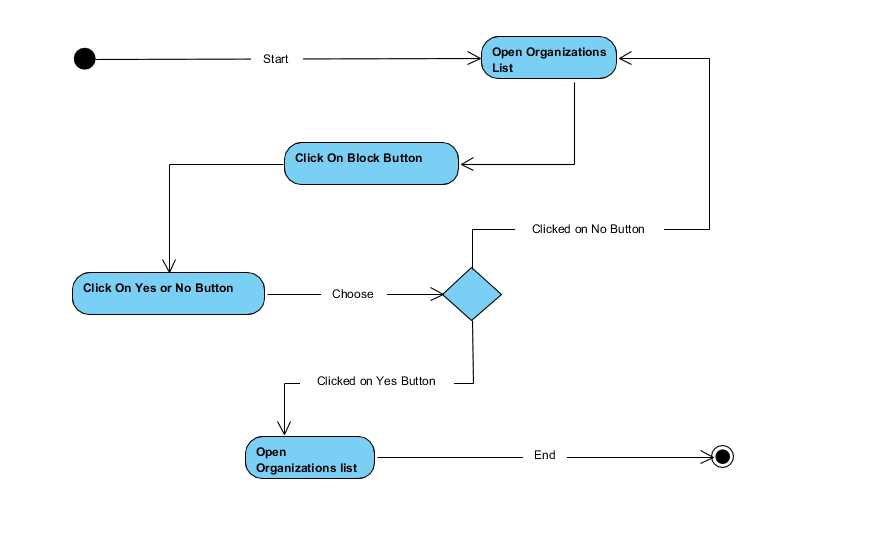 Start
Open Organizations
List
Click On Block Button
Clicked on No Button
Click On Yes or No Button
Choose
Clicked on Yes Button
Open
Organizations list
End